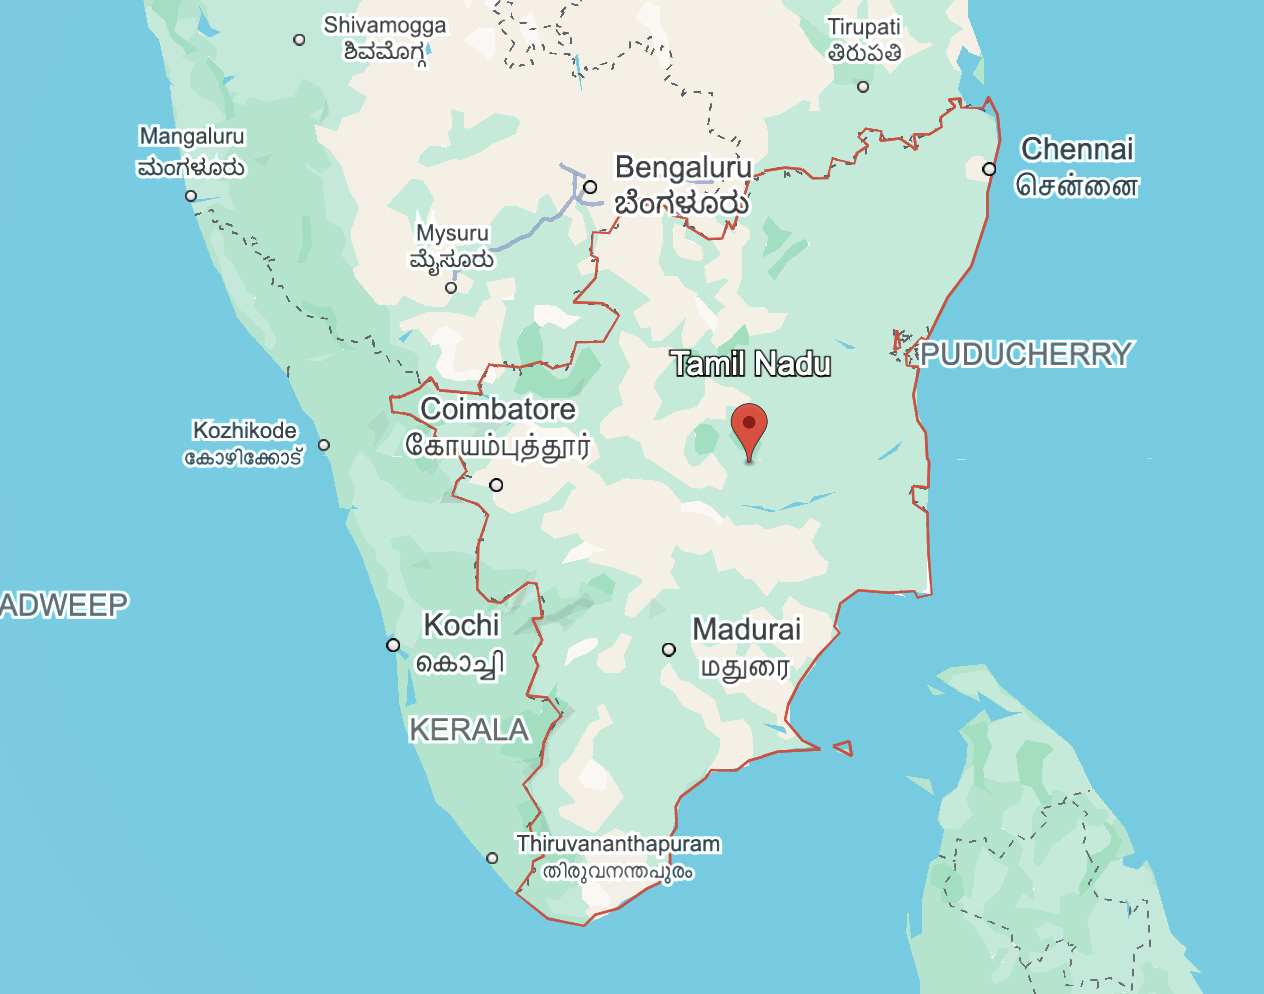 Shivamogga
ಶಿವಮೊಗ್ಗ
Tirupati
తిరుపతి
Mangaluru
ಮಂಗಳೂರು
Chennai
சென்னை
Bengaluru
ಬೆಂಗಳೂರು
Mysuru
ಮೈಸೂರು
PUDUCHERRY
Tamil Nadu
Coimbatore
கோயம்புத்தூர்
Kozhikode
കോഴിക്കോട്
ADWEEP
Kochi
കൊച്ചി
Madurai
மதுரை
KERALA
Thiruvananthapuram
തിരുവനന്തപുരം